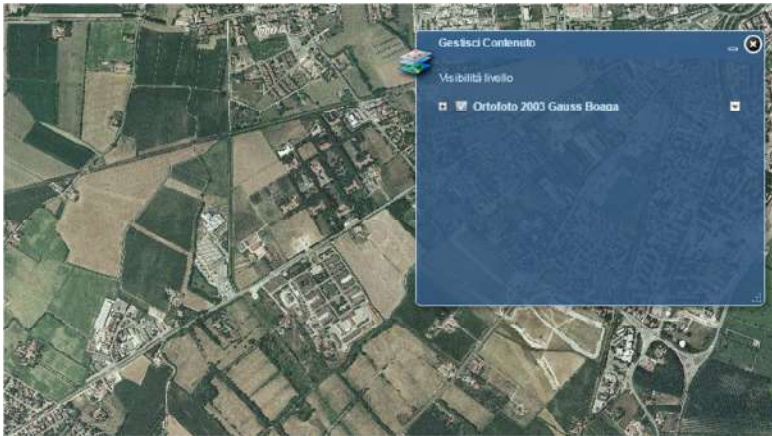 Gestisci Contenuto
Visibilità livello
Ortofoto 2003 Gauss Boaga